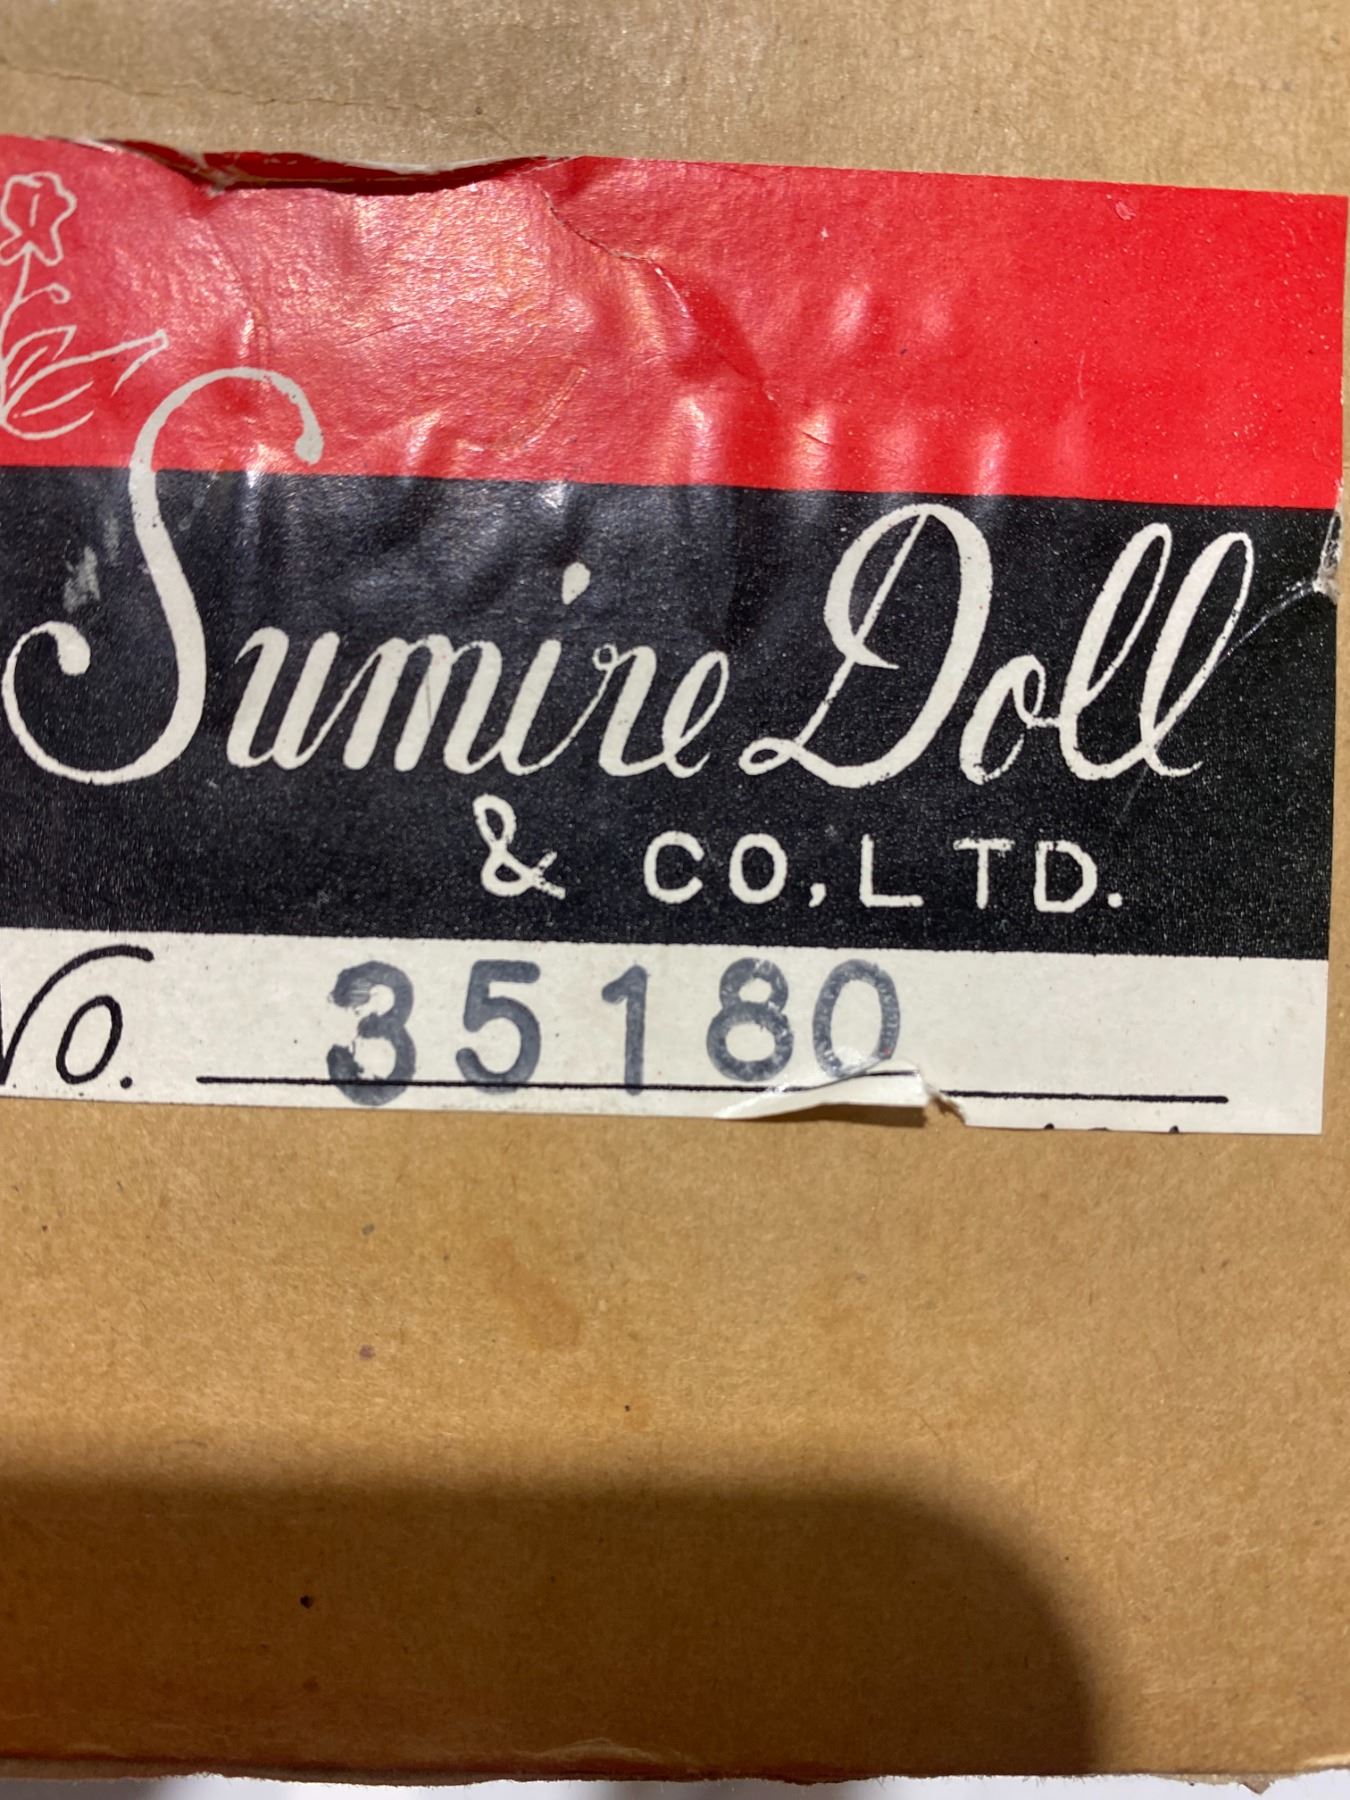 Sumire Doll
& CO,LTD.
No. 35180